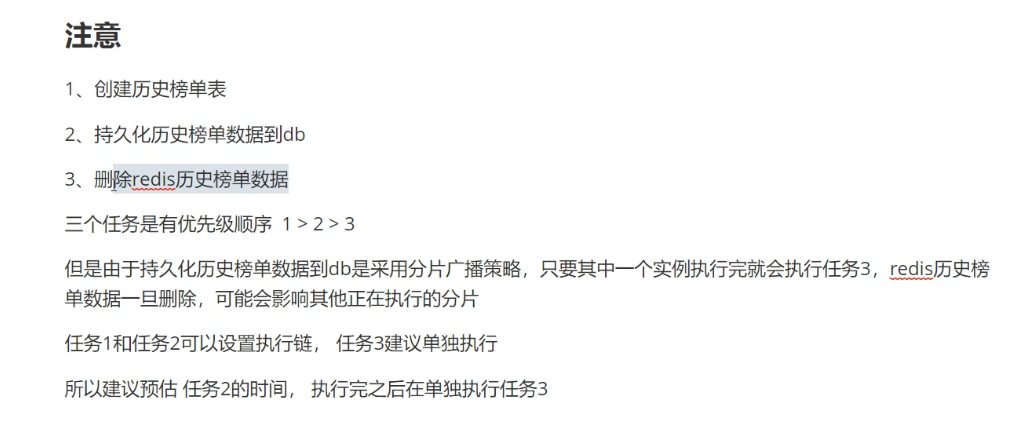 注意
1、创建历史榜单表
2、持久化历史榜单数据到db
3、删除redis历史榜单数据
三个任务是有优先级顺序 1 > 2 > 3
但是由于持久化历史榜单数据到db是采用分片广播策略，只要其中一个实例执行完就会执行任务3，redis历史榜
单数据一旦删除，可能会影响其他正在执行的分片
任务1和任务2可以设置执行链， 任务3建议单独执行
所以建议预估 任务2的时间， 执行完之后在单独执行任务3